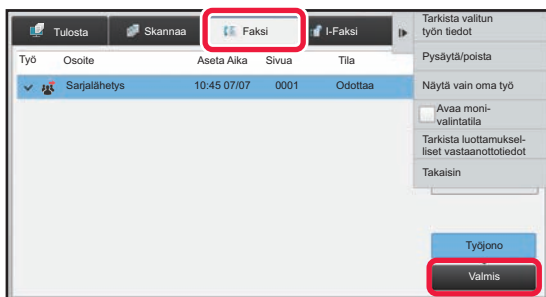 Tulosta
Skannaa
Faksi
I-Faksi
Työ Osoite Aseta Aika Sivua Tila
Sarjalähetys 10:45 07/07 0001 Odottaa
Tarkista valitun
työn tiedot
Pysäytä/poista
Näytä vain oma työ
Avaa moni-
valintatila
Tarkista luottamuksel-
liset vastaanottotiedot
Takaisin
Työjono
Valmis